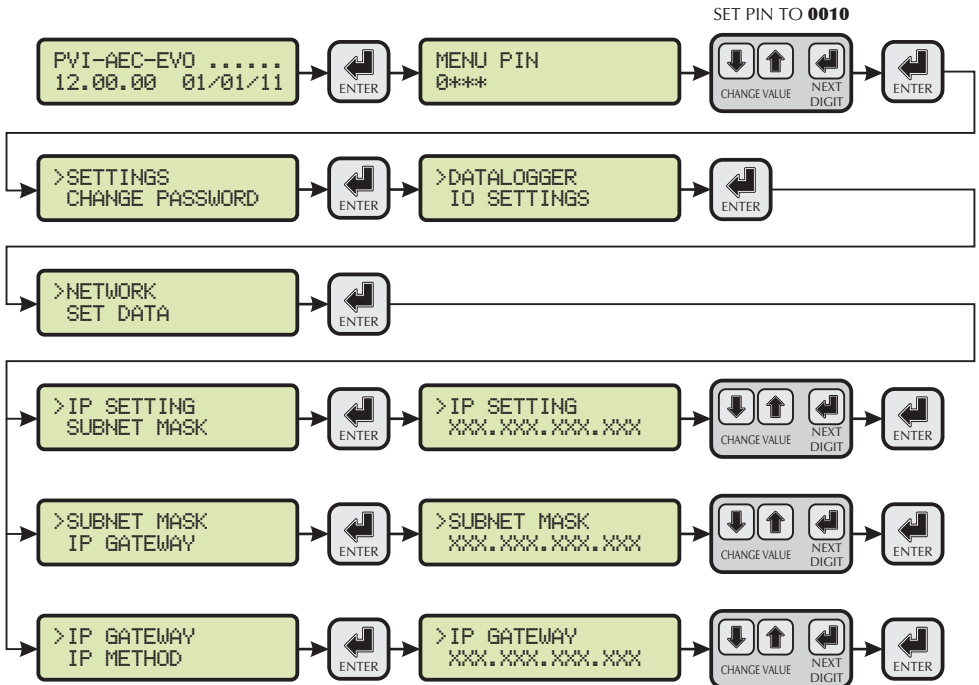 SET PIN TO 0010
PVI-AEC-EVO ......
12.00.00 01/01/11
ENTER
MENU PIN
0***
CHANGE VALUE
NEXT
DIGIT
ENTER
>SETTINGS
CHANGE PASSWORD
ENTER
>DATALOGGER
IO SETTINGS
ENTER
>NETWORK
SET DATA
ENTER
>IP SETTING
SUBNET MASK
ENTER
>IP SETTING
XXX.XXX.XXX.XXX
CHANGE VALUE
NEXT
DIGIT
ENTER
>SUBNET MASK
IP GATEWAY
ENTER
>SUBNET MASK
XXX.XXX.XXX.XXX
CHANGE VALUE
NEXT
DIGIT
ENTER
>IP GATEWAY
IP METHOD
ENTER
>IP GATEWAY
XXX.XXX.XXX.XXX
CHANGE VALUE
NEXT
DIGIT
ENTER